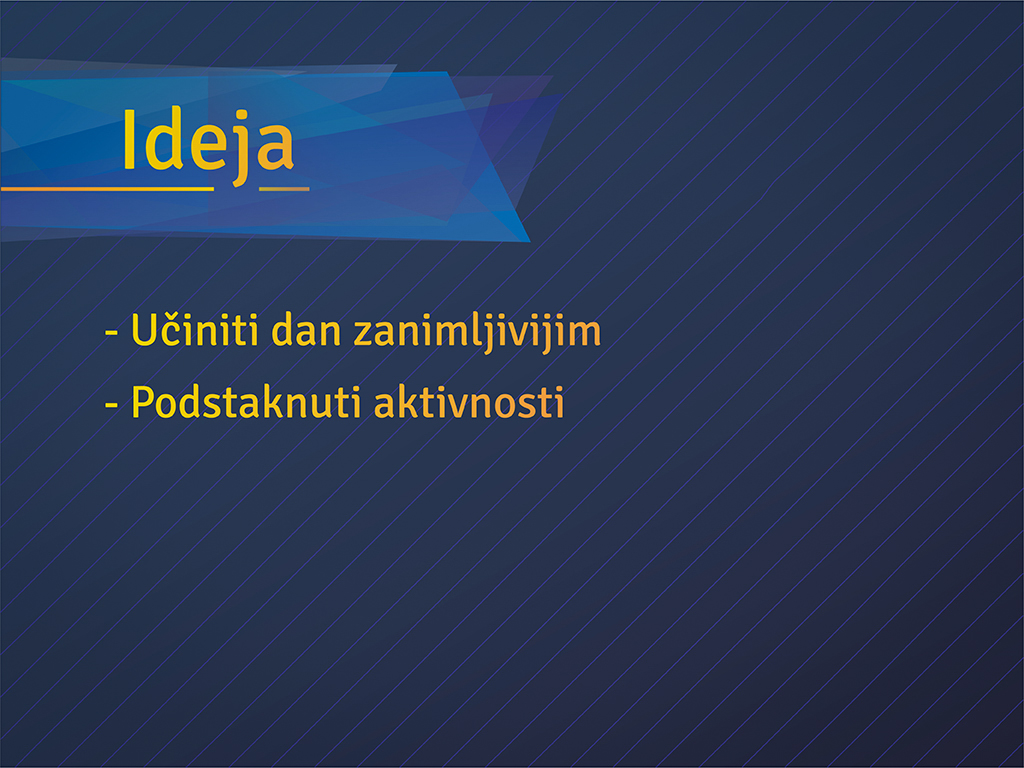 Ideja
- Učiniti dan zanimljivijim
- Podstaknuti aktivnosti